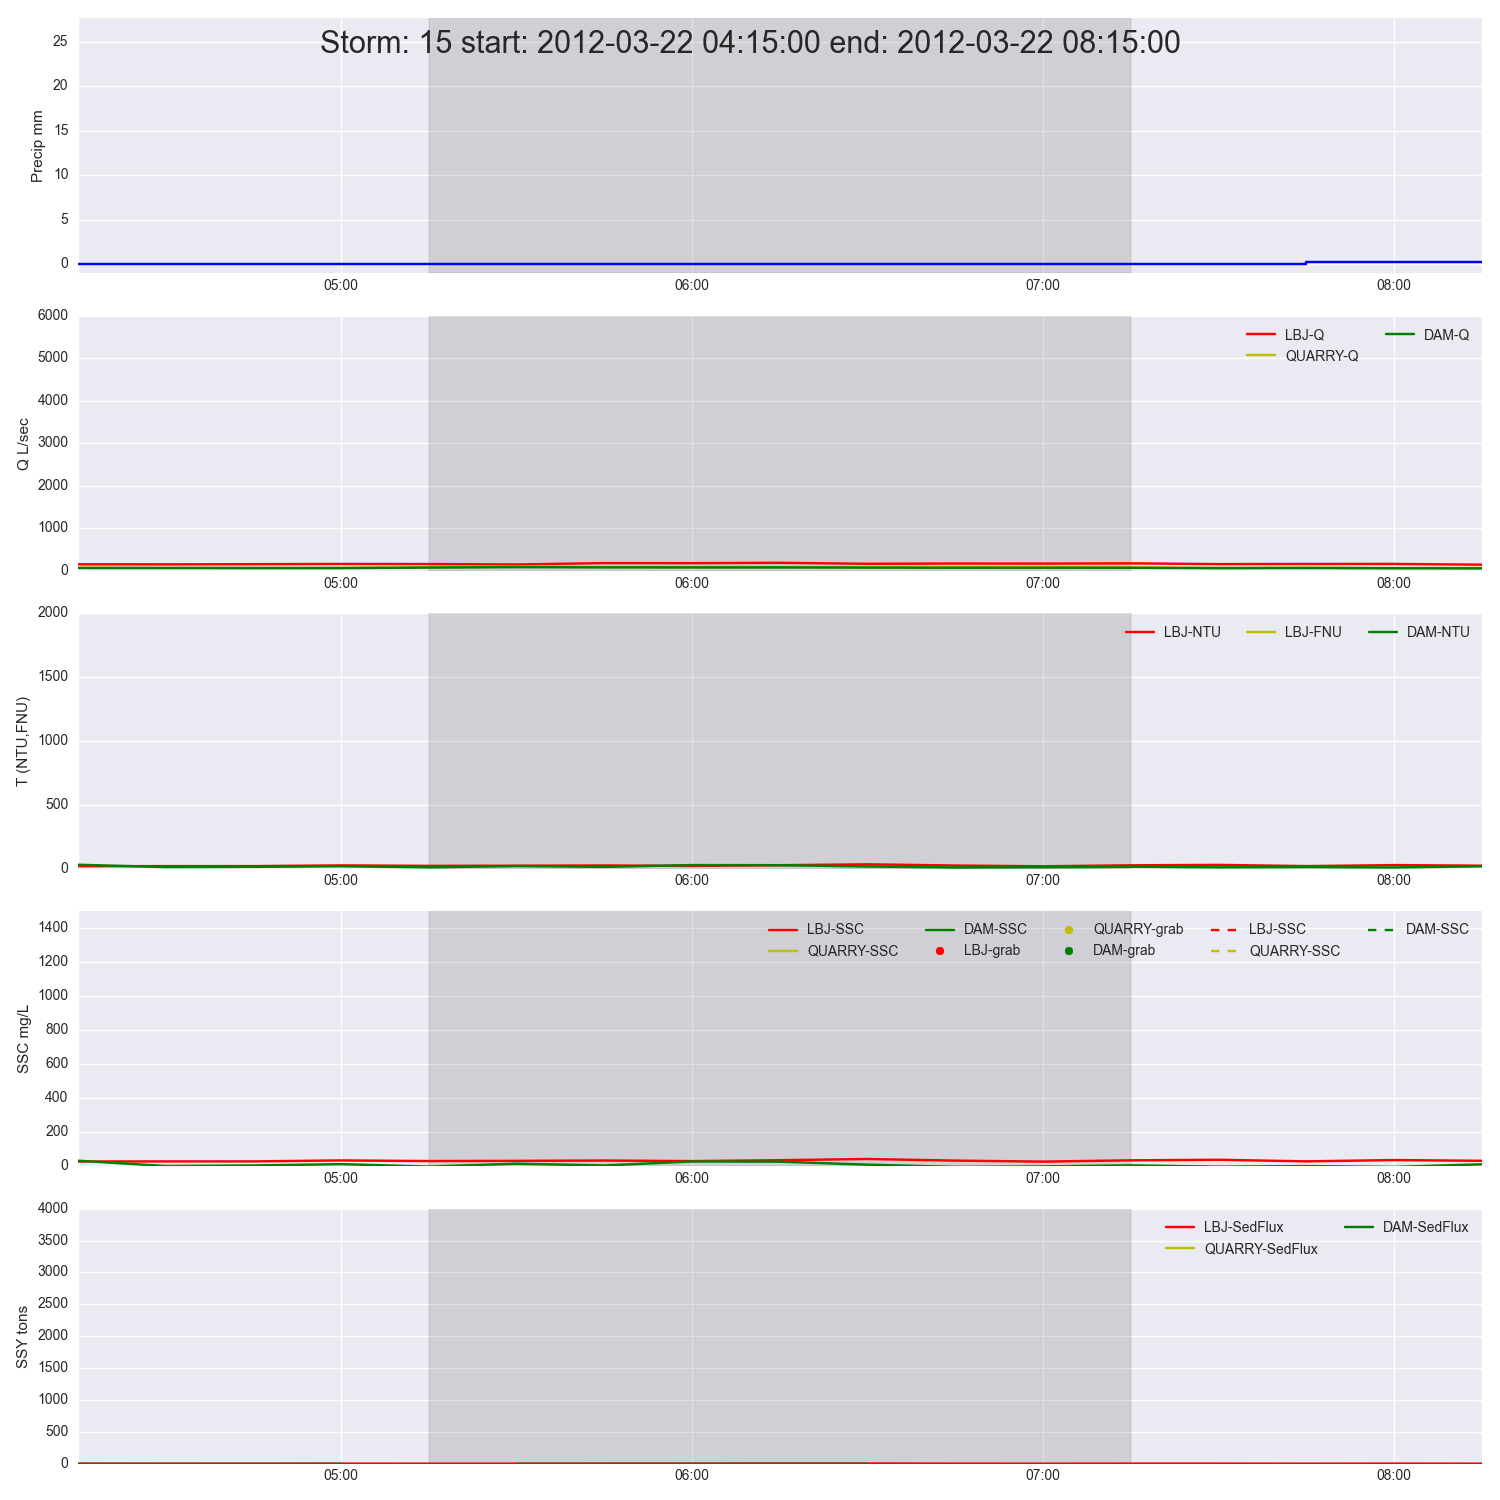 Storm: 15 start: 2012-03-22 04:15:00 end: 2012-03-22 08:15:00
Precip mm
25
20
15
10
5
0
05:00 06:00 07:00 08:00
Q L/sec
6000
5000
4000
3000
2000
1000
0
LBJ-Q DAM-Q
QUARRY-Q
05:00 06:00 07:00 08:00
T (NTU,FNU)
2000
1500
1000
500
0
LBJ-NTU LBJ-FNU DAM-NTU
05:00 06:00 07:00 08:00
SSC mg/L
1400
1200
1000
800
600
400
200
0
LBJ-SSC DAM-SSC QUARRY-grab LBJ-SSC DAM-SSC
QUARRY-SSC LBJ-grab DAM-grab QUARRY-SSC
05:00 06:00 07:00 08:00
SSY tons
4000
3500
3000
2500
2000
1500
1000
500
0
LBJ-SedFlux DAM-SedFlux
QUARRY-SedFlux
05:00 06:00 07:00 08:00